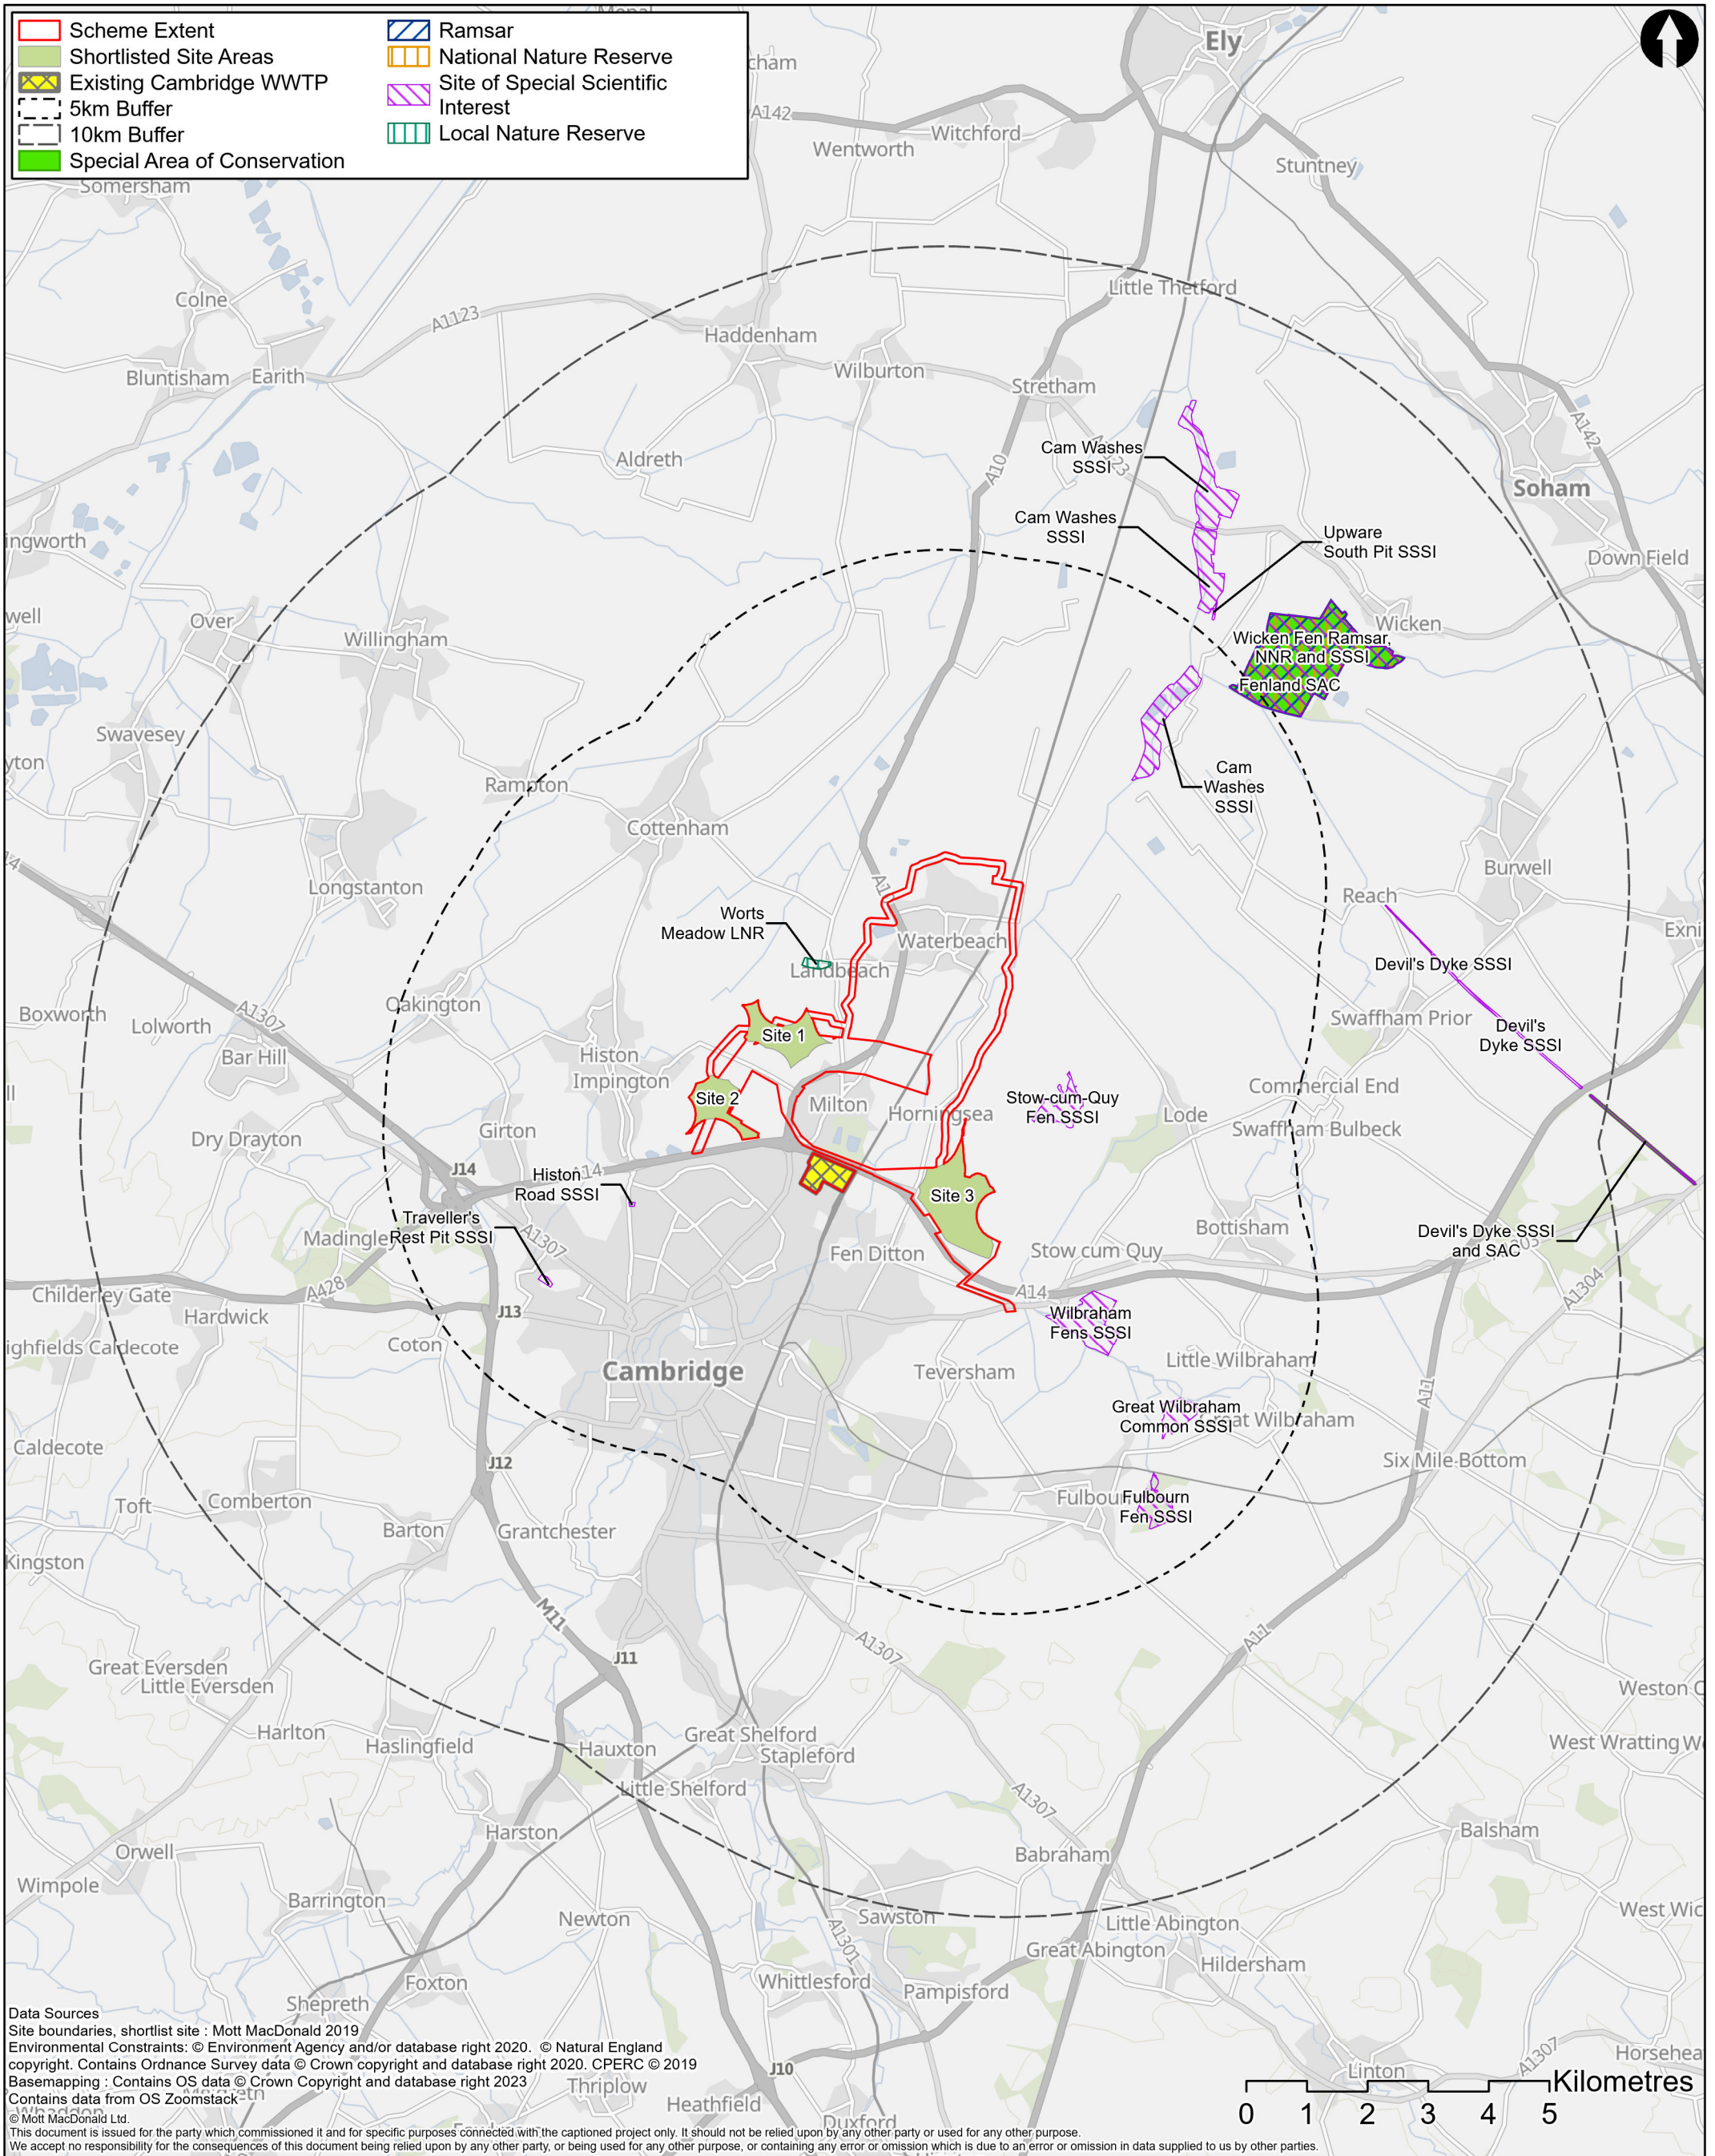 Scheme Extent
Shortlisted Site Areas
Existing Cambridge WWTP
5km Buffer
10km Buffer
Special Area of Conservation
Ramsar
National Nature Reserve
Site of Special Scientific
Interest
Local Nature Reserve
Ely
A142
Witchford
Wentworth
Stuntney
Somersham
Little Thetford
Colne
A1123
Haddenham
Bluntisham
Earith
Wilburton
Stretham
A142
Aldreth
A10
Cam Washes
SSSI
Soham
Cam Washes
SSSI
Upware
South Pit SSSI
Down Field
Over
Willingham
Wicken
Wicken Fen Ramsar,
NNR and SSSI
Fenland SAC
Swavesey
Rampton
Cam
Washes
SSSI
Cottenham
Longstanton
Burwell
Reach
Worts
Meadow LNR
Waterbeach
Landbeach
Devil's Dyke SSSI
Oakington
Boxworth
Lolworth
A1307
Bar Hill
Site 1
Swaffham Prior
Devil's
Dyke SSSI
Histon
Impington
Site 2
Milton
Horningsea
Stow-cum-Quy
Fen SSSI
Lode
Commercial End
Swaffham Bulbeck
Dry Drayton
Girton
J14
Histon
Road SSSI
Site 3
Traveller's
Rest Pit SSSI
Madingley
A1307
Fen Ditton
Stow cum Quy
Bottisham
Devil's Dyke SSSI
and SAC
Childerley Gate
A428
Hardwick
J13
A14
A1304
Coton
Wilbraham
Fens SSSI
Cambridge
Teversham
Little Wilbraham
A11
Great Wilbraham
Common SSSI
Caldecote
J12
Six Mile Bottom
Toft
Comberton
Barton
Grantchester
Fulbourn
Fen SSSI
Kingston
M11
A1307
A11
J11
Great Eversden
Little Eversden
Harlton
Haslingfield
Hauxton
Great Shelford
Stapleford
West Wratting
Little Shelford
A1307
Harston
Balsham
Orwell
Babraham
Wimpole
Barrington
Newton
Sawston
A1301
Little Abington
Great Abington
Hildersham
Foxton
Whittlesford
Pampisford
Shepreth
J10
Linton
A1307
Thriplow
Heathfield
Duxford
Data Sources
Site boundaries, shortlist site : Mott MacDonald 2019
Environmental Constraints: © Environment Agency and/or database right 2020. © Natural England
copyright. Contains Ordnance Survey data © Crown copyright and database right 2020. CPERC © 2019
Basemapping : Contains OS data © Crown Copyright and database right 2023
Contains data from OS Zoomstack
© Mott MacDonald Ltd.
This document is issued for the party which commissioned it and for specific purposes connected with the captioned project only. It should not be relied upon by any other party or used for any other purpose.
We accept no responsibility for the consequences of this document being relied upon by any other party, or being used for any other purpose, or containing any error or omission which is due to an error or omission in data supplied to us by other parties.
Kilometres
0 1 2 3 4 5